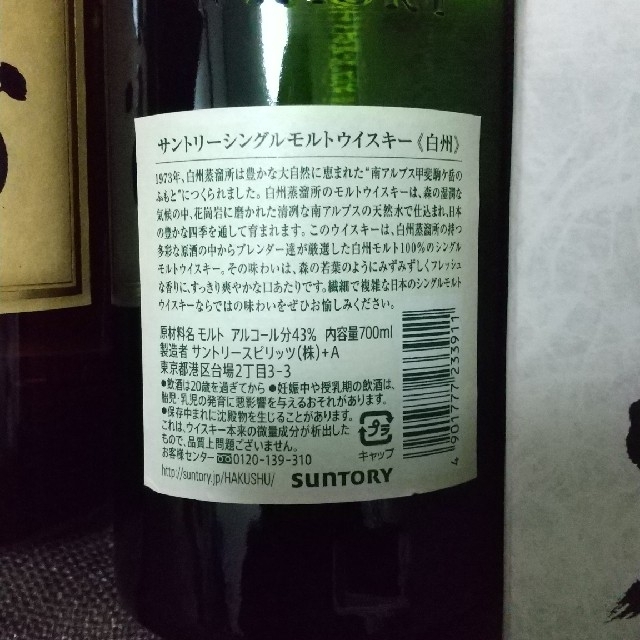 サントリーシングルモルトウイスキー《白州》
1973年、白州蒸溜所は豊かな大自然に恵まれた“南アルプス甲斐駒ケ岳の
ふもと”につくられました。白州蒸溜所のモルトウイスキーは、森の湿潤な
気候の中、花崗岩に磨かれた清冽な南アルプスの天然水で仕込まれ、日本
の豊かな四季を通して育まれます。このウイスキーは、白州蒸溜所の持つ
多彩な原酒の中からブレンダー達が厳選した白州モルト100%のシングル
モルトウイスキー。その味わいは、森の若葉のようにみずみずしくフレッシュ
な香りに、すっきり爽やかな口あたりです。繊細で複雑な日本のシングルモルト
ウイスキーならではの味わいをぜひお愉しみください。
原材料名 モルト アルコール分43% 内容量700ml
製造者 サントリースピリッツ(株)+A
東京都港区台場2丁目3-3
●飲酒は20歳を過ぎてから ●妊娠中や授乳期の飲酒は、
胎児・乳児の発育に悪影響を与えるおそれがあります。
●保存中まれに沈殿物を生じることがあります。
これは、ウイスキー本来の微量成分が析出した
もので、品質上問題ございません。
お客様センター 0120-139-310
http://suntory.jp/HAKUSHU/
SUNTORY
プラ
キャップ
4 901777 233911